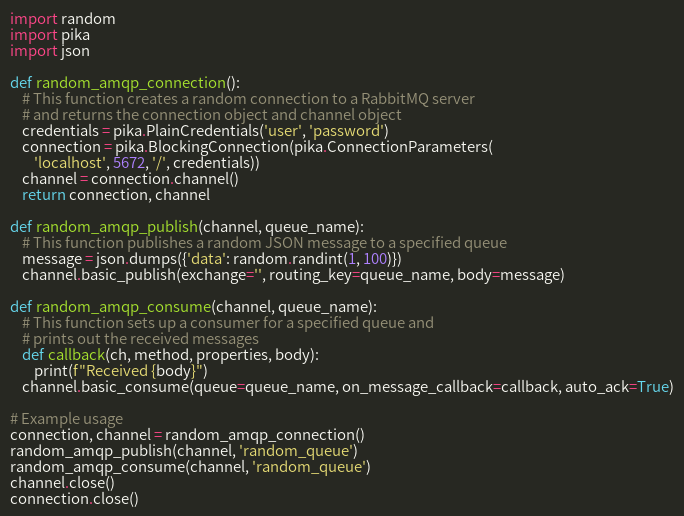 import random
import pika
import json

def random_amqp_connection():
    # This function creates a random connection to a RabbitMQ server
    # and returns the connection object and channel object
    credentials = pika.PlainCredentials('user', 'password')
    connection = pika.BlockingConnection(pika.ConnectionParameters(
        'localhost', 5672, '/', credentials))
    channel = connection.channel()
    return connection, channel

def random_amqp_publish(channel, queue_name):
    # This function publishes a random JSON message to a specified queue
    message = json.dumps({'data': random.randint(1, 100)})
    channel.basic_publish(exchange='', routing_key=queue_name, body=message)

def random_amqp_consume(channel, queue_name):
    # This function sets up a consumer for a specified queue and
    # prints out the received messages
    def callback(ch, method, properties, body):
        print(f"Received {body}")
    channel.basic_consume(queue=queue_name, on_message_callback=callback, auto_ack=True)

# Example usage
connection, channel = random_amqp_connection()
random_amqp_publish(channel, 'random_queue')
random_amqp_consume(channel, 'random_queue')
channel.close()
connection.close()